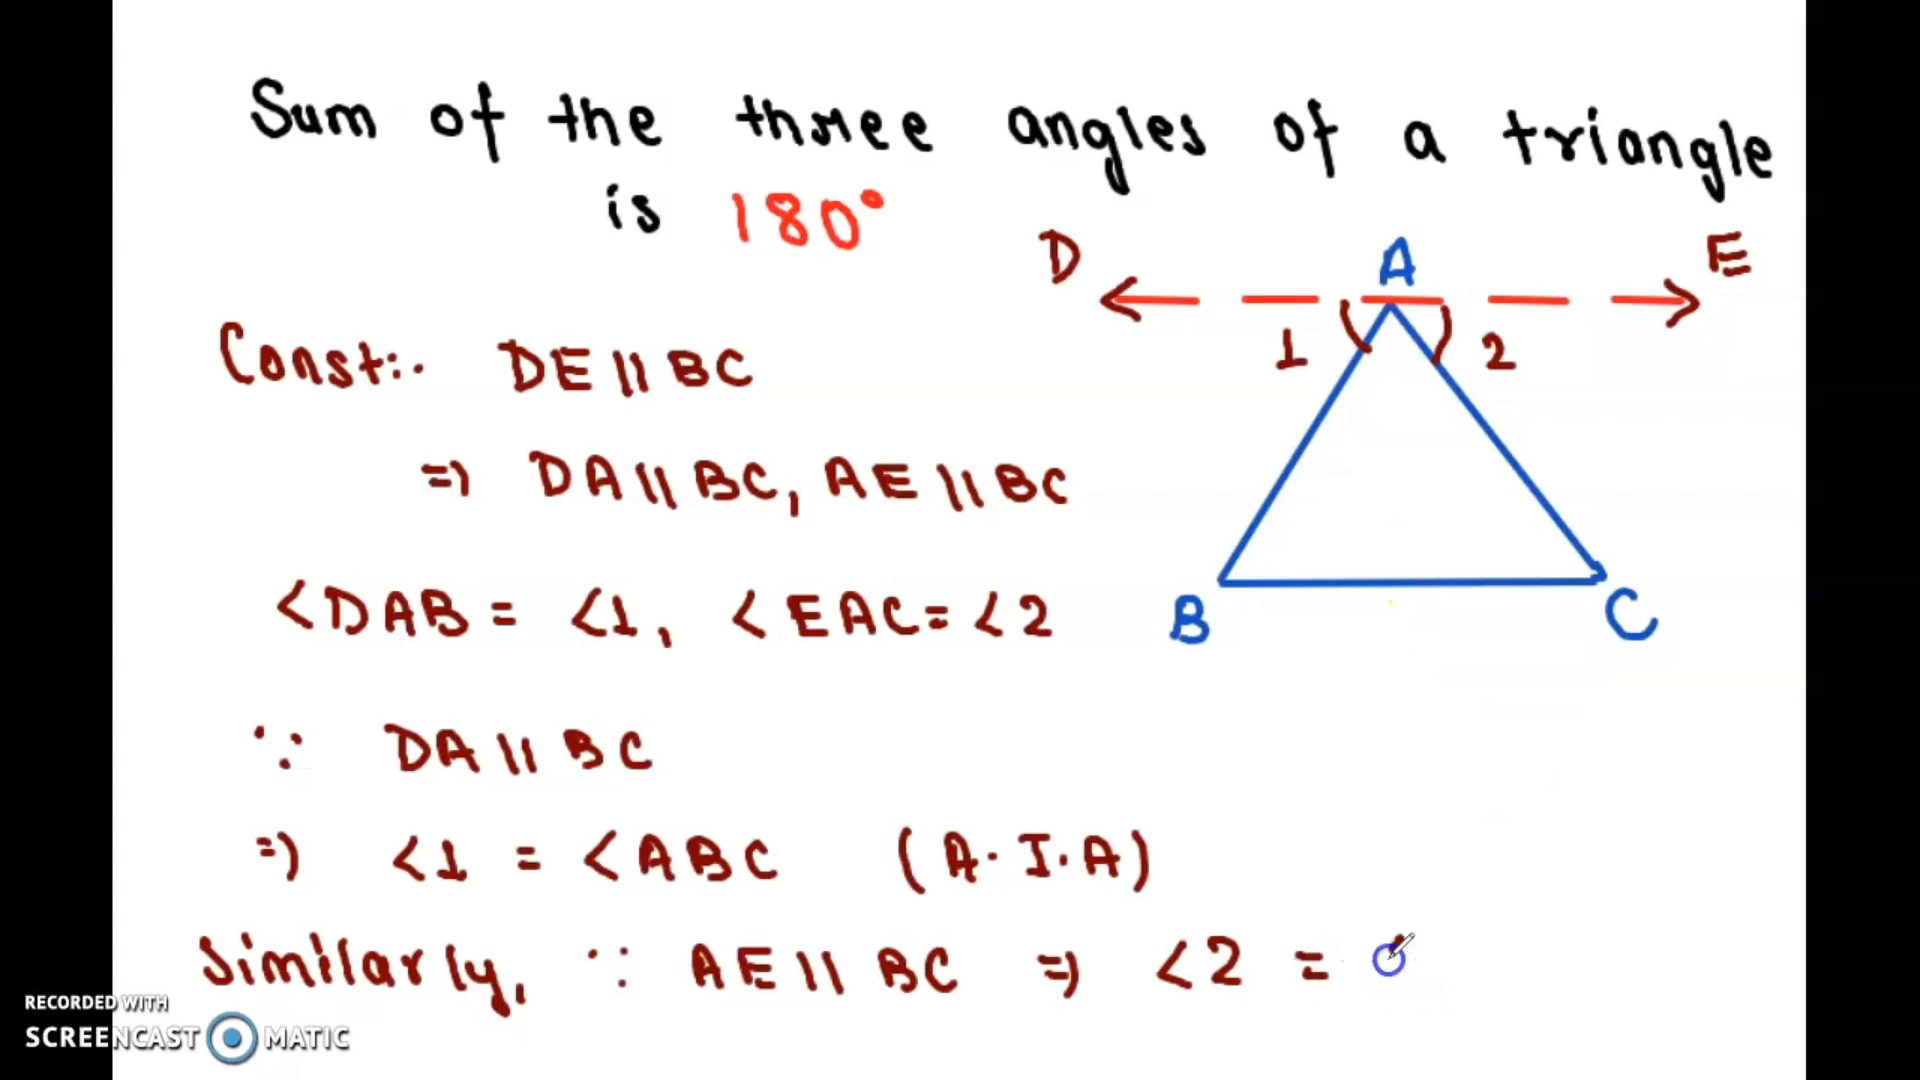 Sum of the three angles of a triangle
is 180°
D A E
1 2
Const:- DE || BC
=> DA || BC, AE || BC
<DAB = <1, <EAC = <2
B C
∵ DA || BC
=> <1 = <ABC (A.I.A)
Similarly, ∵ AE || BC => <2 =
RECORDED WITH
SCREENCAST MATIC